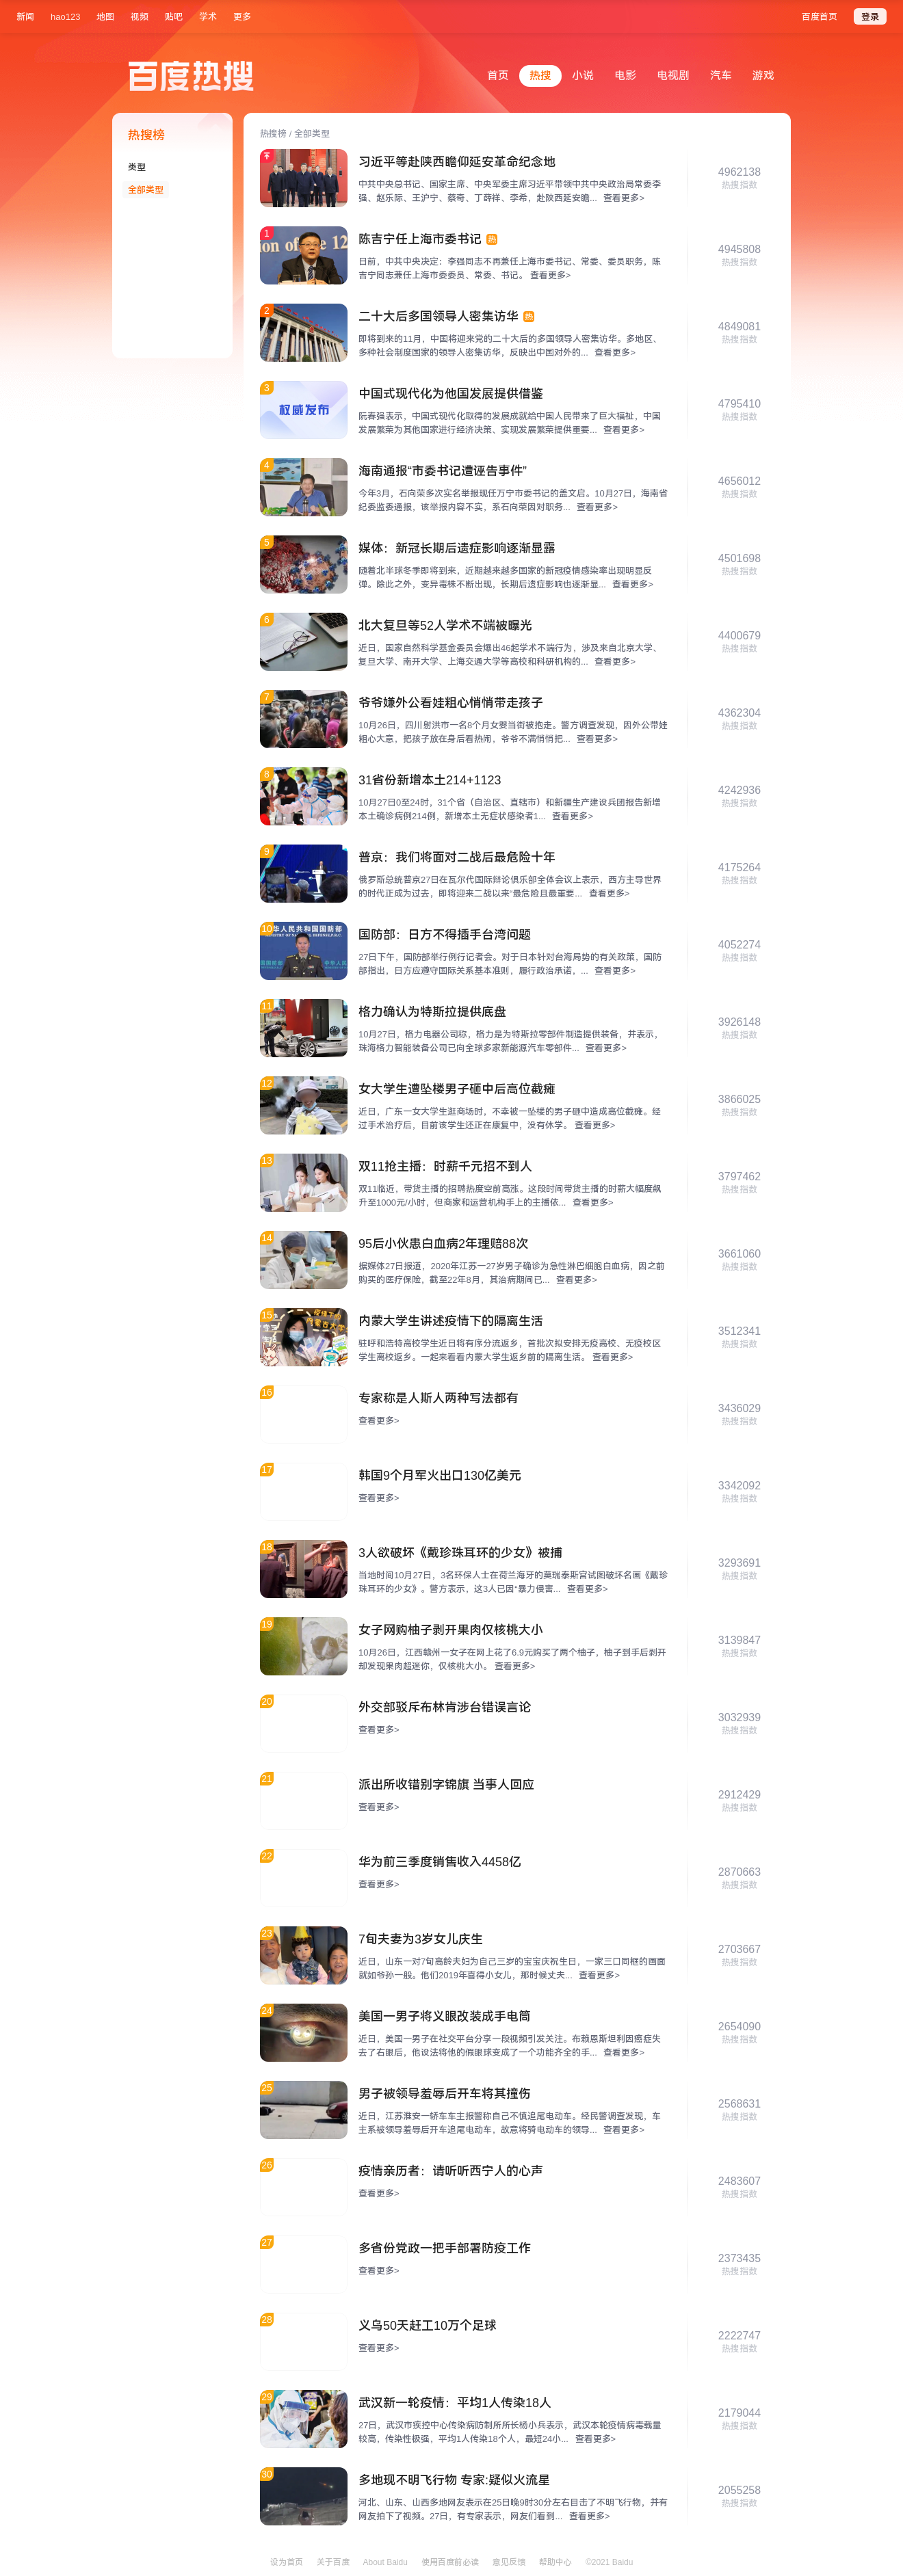 新闻 hao123 地图 视频 贴吧 学术 更多 百度首页 登录
百度热搜
首页 热搜 小说 电影 电视剧 汽车 游戏
热搜榜
类型
全部类型
热搜榜 / 全部类型
习近平等赴陕西瞻仰延安革命纪念地
中共中央总书记、国家主席、中央军委主席习近平带领中共中央政治局常委李
强、赵乐际、王沪宁、蔡奇、丁薛祥、李希，赴陕西延安瞻... 查看更多>
4962138
热搜指数
1
陈吉宁任上海市委书记 热
日前，中共中央决定：李强同志不再兼任上海市委书记、常委、委员职务，陈
吉宁同志兼任上海市委委员、常委、书记。 查看更多>
4945808
热搜指数
2
二十大后多国领导人密集访华 热
即将到来的11月，中国将迎来党的二十大后的多国领导人密集访华。多地区、
多种社会制度国家的领导人密集访华，反映出中国对外的... 查看更多>
4849081
热搜指数
3
权威发布
中国式现代化为他国发展提供借鉴
阮春强表示，中国式现代化取得的发展成就给中国人民带来了巨大福祉，中国
发展繁荣为其他国家进行经济决策、实现发展繁荣提供重要... 查看更多>
4795410
热搜指数
4
海南通报“市委书记遭诬告事件”
今年3月，石向荣多次实名举报现任万宁市委书记的盖文启。10月27日，海南省
纪委监委通报，该举报内容不实，系石向荣因对职务... 查看更多>
4656012
热搜指数
5
媒体：新冠长期后遗症影响逐渐显露
随着北半球冬季即将到来，近期越来越多国家的新冠疫情感染率出现明显反
弹。除此之外，变异毒株不断出现，长期后遗症影响也逐渐显... 查看更多>
4501698
热搜指数
6
北大复旦等52人学术不端被曝光
近日，国家自然科学基金委员会爆出46起学术不端行为，涉及来自北京大学、
复旦大学、南开大学、上海交通大学等高校和科研机构的... 查看更多>
4400679
热搜指数
7
爷爷嫌外公看娃粗心悄悄带走孩子
10月26日，四川射洪市一名8个月女婴当街被抱走。警方调查发现，因外公带娃
粗心大意，把孩子放在身后看热闹，爷爷不满悄悄把... 查看更多>
4362304
热搜指数
8
31省份新增本土214+1123
10月27日0至24时，31个省（自治区、直辖市）和新疆生产建设兵团报告新增
本土确诊病例214例，新增本土无症状感染者1... 查看更多>
4242936
热搜指数
9
普京：我们将面对二战后最危险十年
俄罗斯总统普京27日在瓦尔代国际辩论俱乐部全体会议上表示，西方主导世界
的时代正成为过去，即将迎来二战以来“最危险且最重要... 查看更多>
4175264
热搜指数
10
国防部：日方不得插手台湾问题
27日下午，国防部举行例行记者会。对于日本针对台海局势的有关政策，国防
部指出，日方应遵守国际关系基本准则，履行政治承诺，... 查看更多>
4052274
热搜指数
11
格力确认为特斯拉提供底盘
10月27日，格力电器公司称，格力是为特斯拉零部件制造提供装备，并表示，
珠海格力智能装备公司已向全球多家新能源汽车零部件... 查看更多>
3926148
热搜指数
12
女大学生遭坠楼男子砸中后高位截瘫
近日，广东一女大学生逛商场时，不幸被一坠楼的男子砸中造成高位截瘫。经
过手术治疗后，目前该学生还正在康复中，没有休学。 查看更多>
3866025
热搜指数
13
双11抢主播：时薪千元招不到人
双11临近，带货主播的招聘热度空前高涨。这段时间带货主播的时薪大幅度飙
升至1000元/小时，但商家和运营机构手上的主播依... 查看更多>
3797462
热搜指数
14
95后小伙患白血病2年理赔88次
据媒体27日报道，2020年江苏一27岁男子确诊为急性淋巴细胞白血病，因之前
购买的医疗保险，截至22年8月，其治病期间已... 查看更多>
3661060
热搜指数
15
内蒙大学生讲述疫情下的隔离生活
驻呼和浩特高校学生近日将有序分流返乡，首批次拟安排无疫高校、无疫校区
学生离校返乡。一起来看看内蒙大学生返乡前的隔离生活。 查看更多>
3512341
热搜指数
16
专家称是人斯人两种写法都有
查看更多>
3436029
热搜指数
17
韩国9个月军火出口130亿美元
查看更多>
3342092
热搜指数
18
3人欲破坏《戴珍珠耳环的少女》被捕
当地时间10月27日，3名环保人士在荷兰海牙的莫瑞泰斯宫试图破坏名画《戴珍
珠耳环的少女》。警方表示，这3人已因“暴力侵害... 查看更多>
3293691
热搜指数
19
女子网购柚子剥开果肉仅核桃大小
10月26日，江西赣州一女子在网上花了6.9元购买了两个柚子，柚子到手后剥开
却发现果肉超迷你，仅核桃大小。 查看更多>
3139847
热搜指数
20
外交部驳斥布林肯涉台错误言论
查看更多>
3032939
热搜指数
21
派出所收错别字锦旗 当事人回应
查看更多>
2912429
热搜指数
22
华为前三季度销售收入4458亿
查看更多>
2870663
热搜指数
23
7旬夫妻为3岁女儿庆生
近日，山东一对7旬高龄夫妇为自己三岁的宝宝庆祝生日，一家三口同框的画面
就如爷孙一般。他们2019年喜得小女儿，那时候丈夫... 查看更多>
2703667
热搜指数
24
美国一男子将义眼改装成手电筒
近日，美国一男子在社交平台分享一段视频引发关注。布赖恩斯坦利因癌症失
去了右眼后，他设法将他的假眼球变成了一个功能齐全的手... 查看更多>
2654090
热搜指数
25
男子被领导羞辱后开车将其撞伤
近日，江苏淮安一轿车车主报警称自己不慎追尾电动车。经民警调查发现，车
主系被领导羞辱后开车追尾电动车，故意将骑电动车的领导... 查看更多>
2568631
热搜指数
26
疫情亲历者：请听听西宁人的心声
查看更多>
2483607
热搜指数
27
多省份党政一把手部署防疫工作
查看更多>
2373435
热搜指数
28
义乌50天赶工10万个足球
查看更多>
2222747
热搜指数
29
武汉新一轮疫情：平均1人传染18人
27日，武汉市疾控中心传染病防制所所长杨小兵表示，武汉本轮疫情病毒载量
较高，传染性极强，平均1人传染18个人，最短24小... 查看更多>
2179044
热搜指数
30
多地现不明飞行物 专家:疑似火流星
河北、山东、山西多地网友表示在25日晚9时30分左右目击了不明飞行物，并有
网友拍下了视频。27日，有专家表示，网友们看到... 查看更多>
2055258
热搜指数
设为首页 关于百度 About Baidu 使用百度前必读 意见反馈 帮助中心 ©2021 Baidu